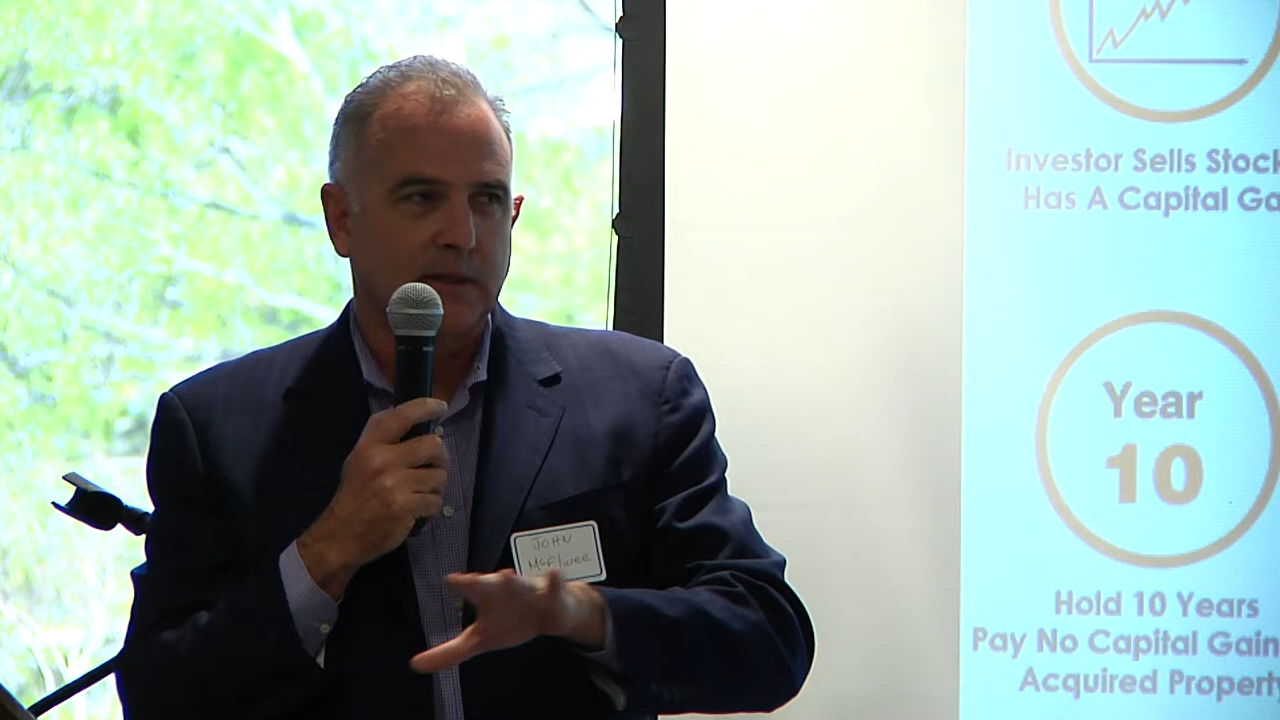 Investor Sells Stock
Has A Capital Ga
Year
10
Hold 10 Years
Pay No Capital Gain
Acquired Property
JOHN
McElwee